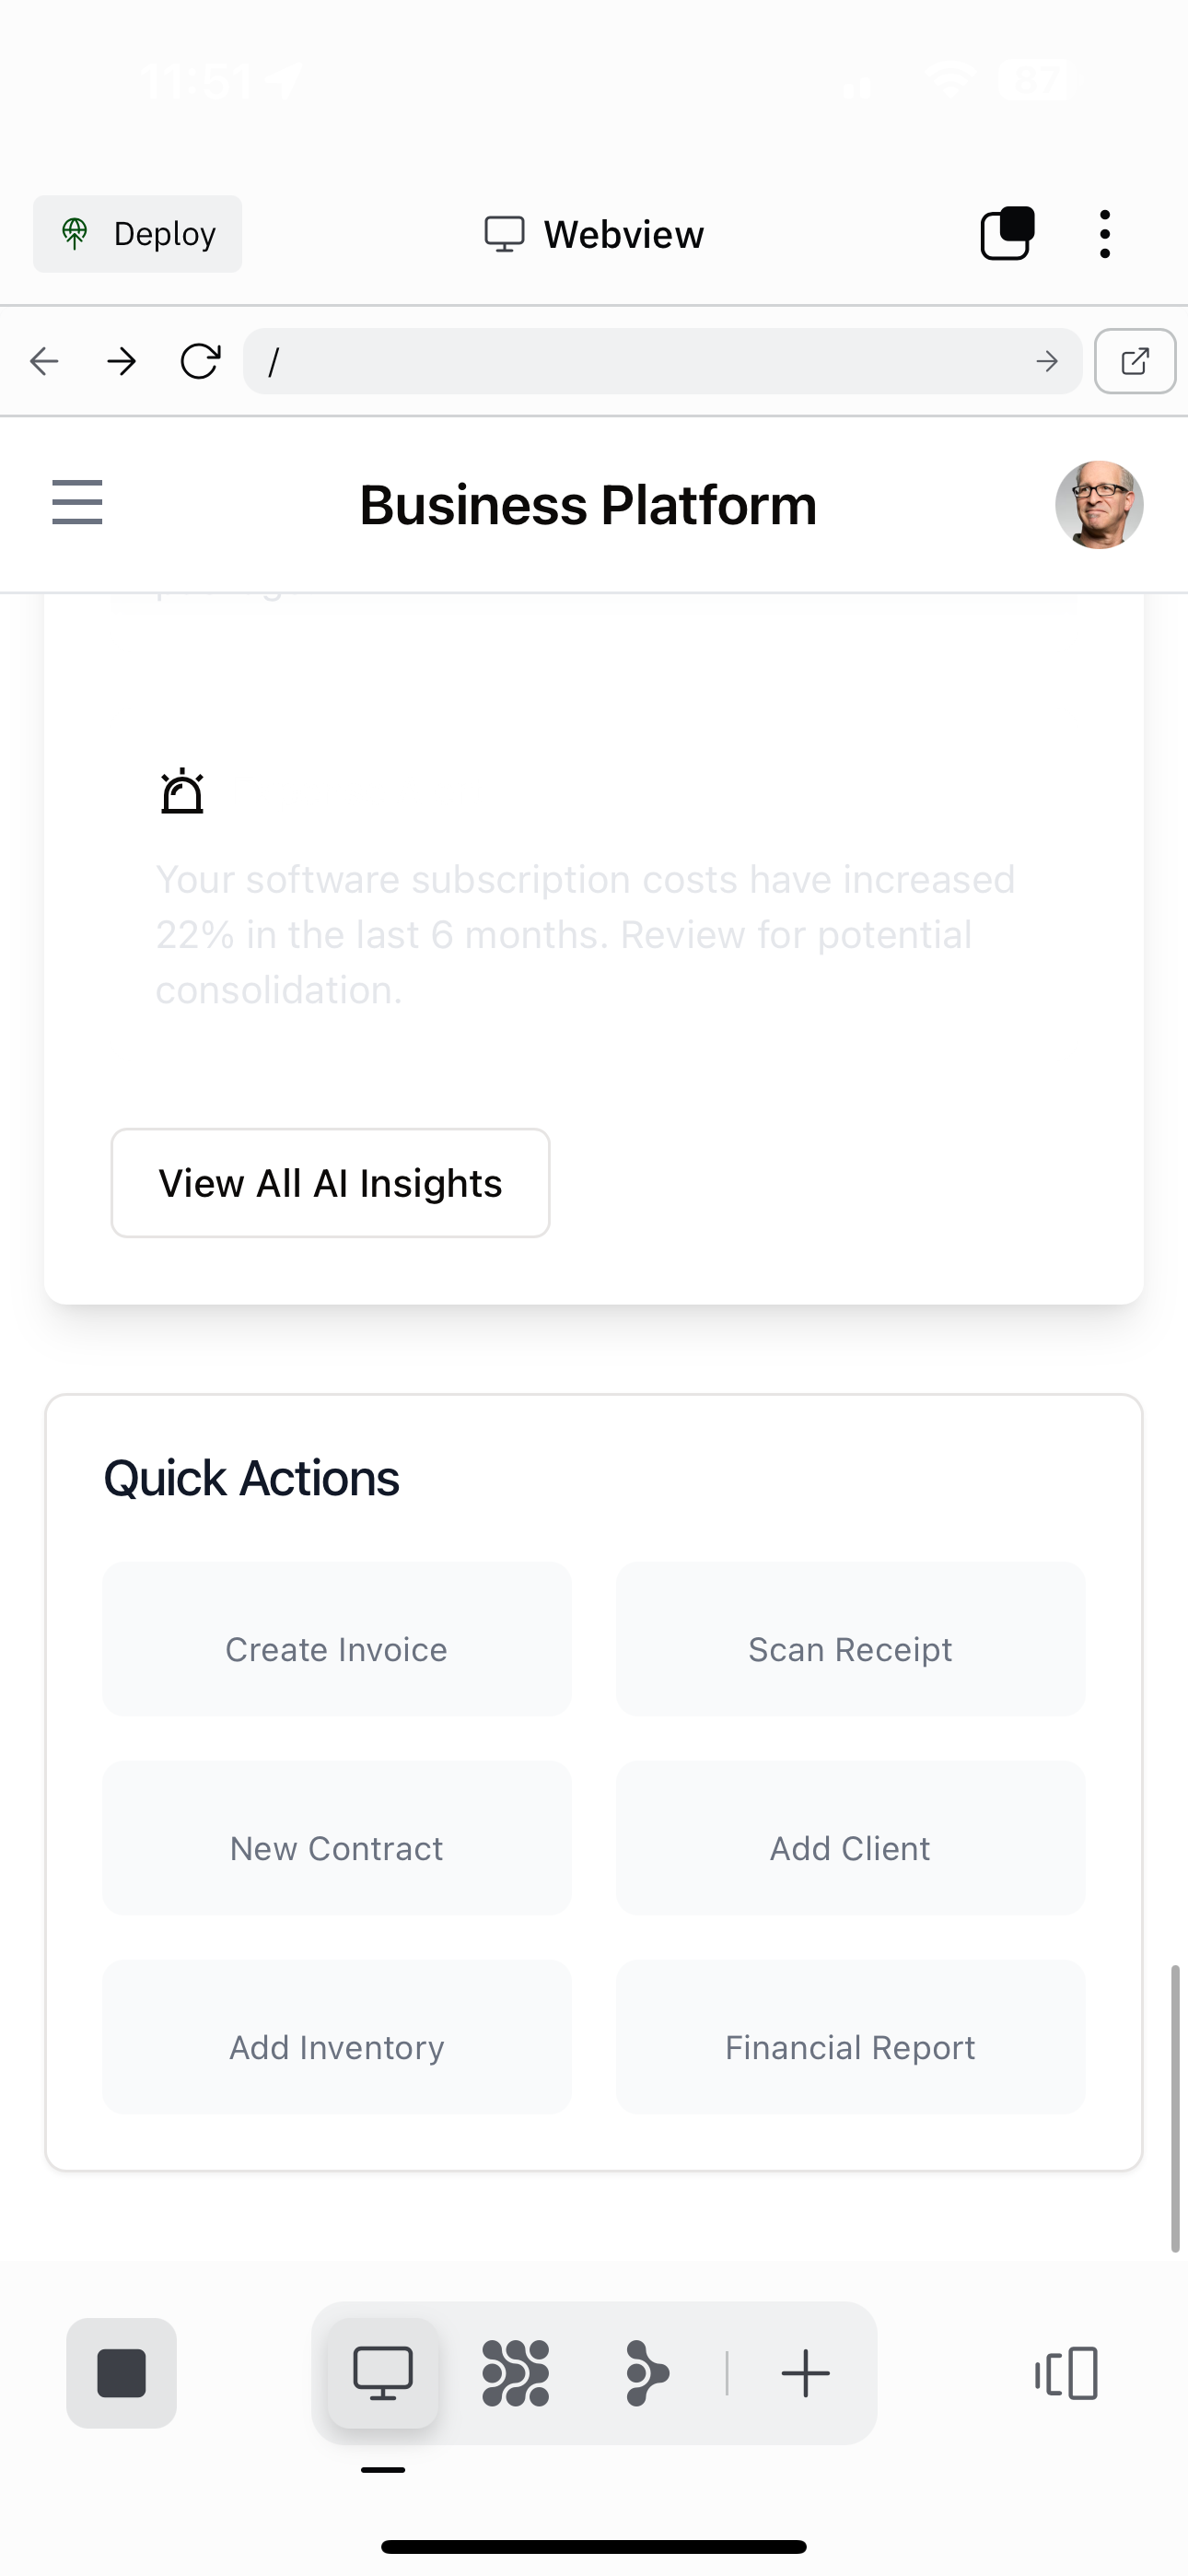 11:51
87
Deploy
Webview
/
Business Platform
Your software subscription costs have increased
22% in the last 6 months. Review for potential
consolidation.
View All AI Insights
Quick Actions
Create Invoice
Scan Receipt
New Contract
Add Client
Add Inventory
Financial Report